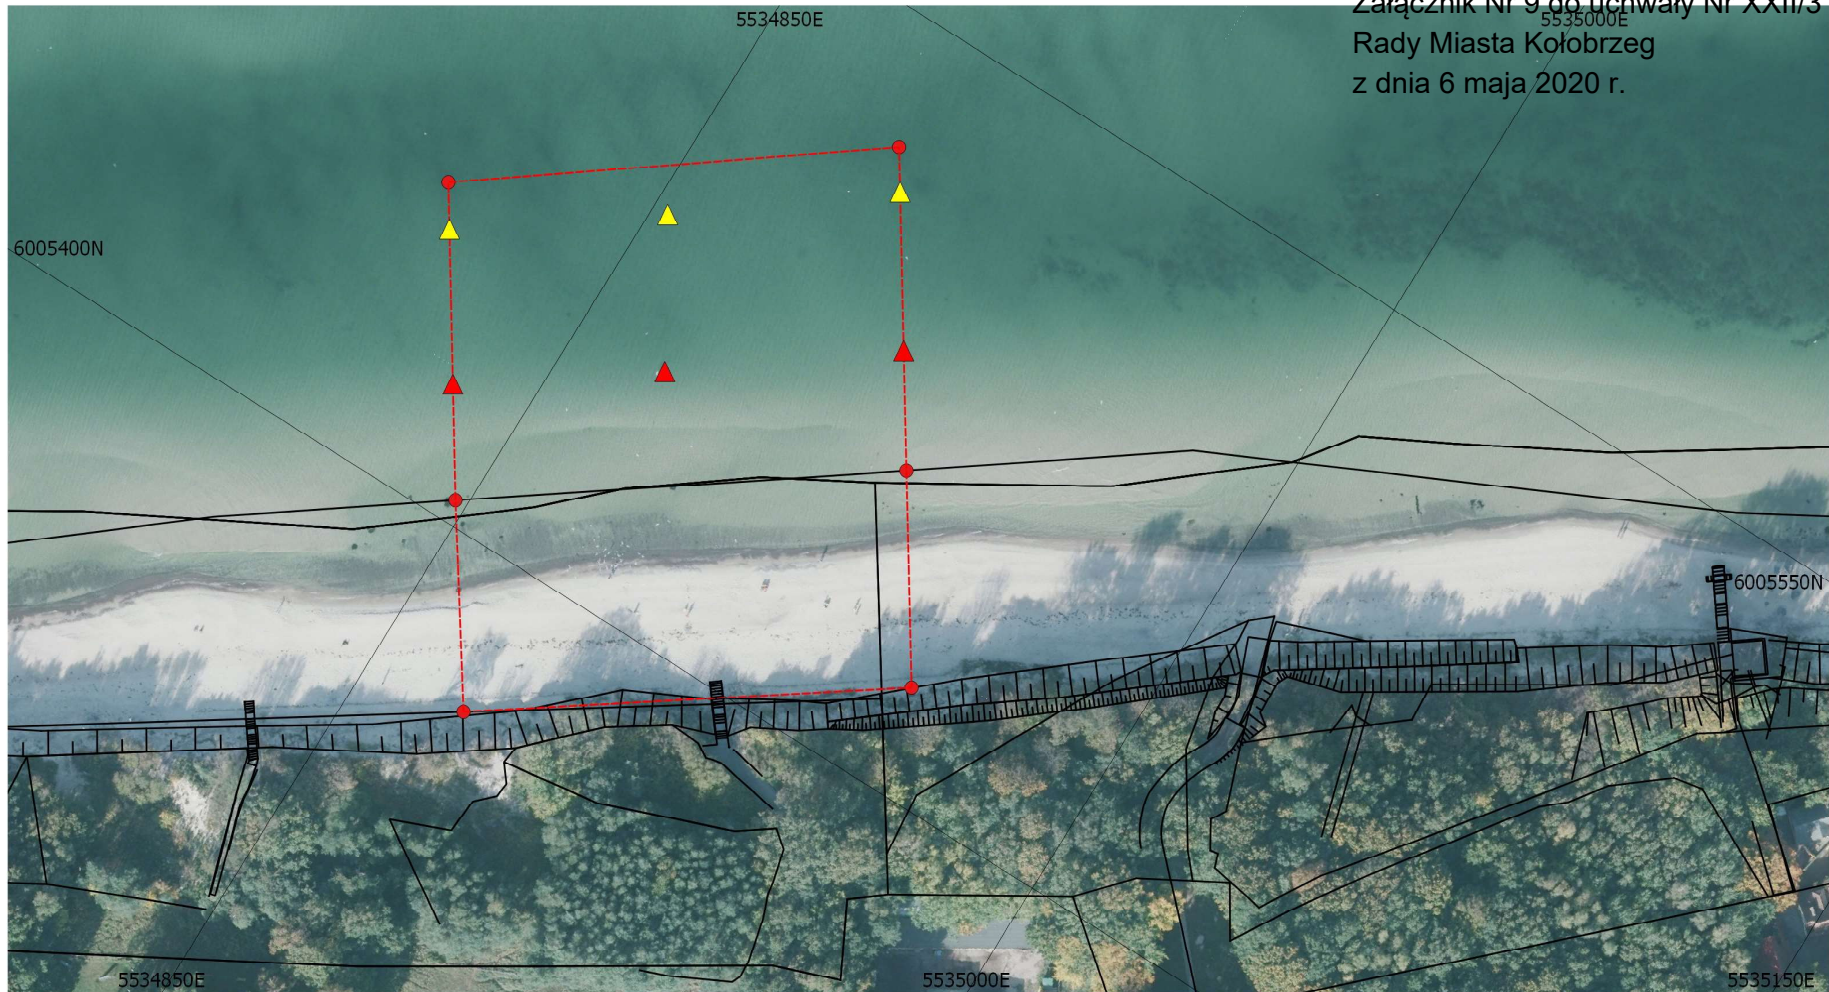 Załącznik Nr 9 do uchwały Nr XXII/3
Rady Miasta Kołobrzeg
z dnia 6 maja 2020 r.
5534850E
5535000E
6005400N
6005550N
5534850E
5535000E
5535150E